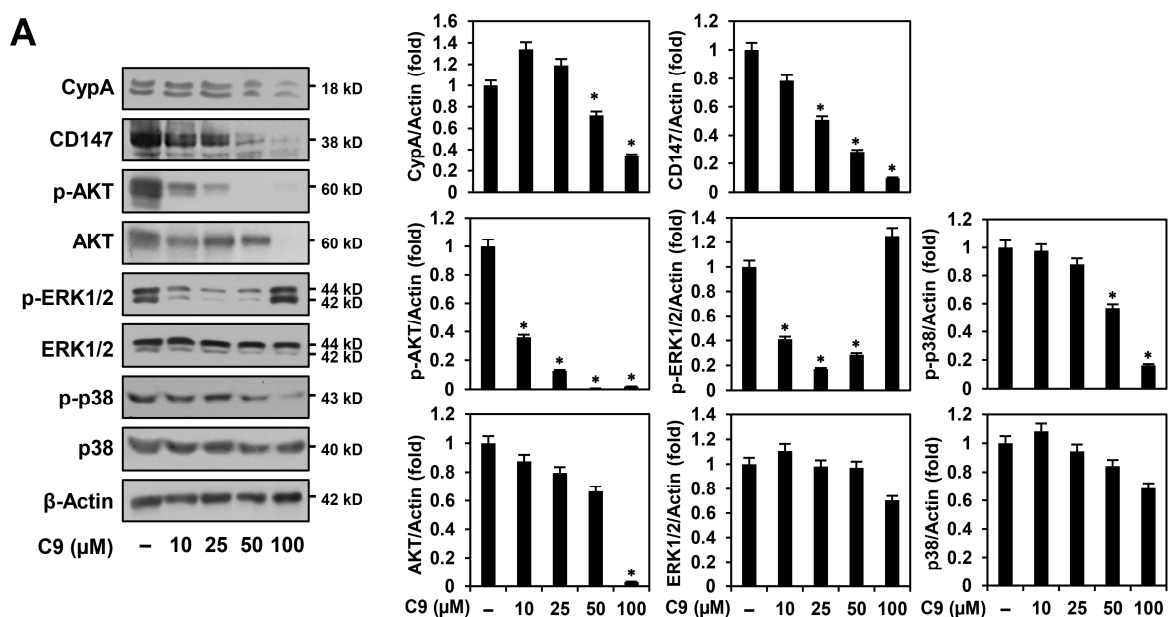 A
CypA
18 kD
CD147
38 kD
p-AKT
60 kD
AKT
60 kD
p-ERK1/2
44 kD
42 kD
ERK1/2
44 kD
42 kD
p-p38
43 kD
p38
40 kD
β-Actin
42 kD
C9 (μM) – 10 25 50 100
CypA/Actin (fold)
1.6
1.4
1.2
1.0
0.8
0.6
0.4
0.2
0
*
*
CD147/Actin (fold)
1.2
1
0.8
0.6
0.4
0.2
0
*
*
*
p-AKT/Actin (fold)
1.2
1
0.8
0.6
0.4
0.2
0
*
*
*
*
p-ERK1/2/Actin (fold)
1.4
1.2
1
0.8
0.6
0.4
0.2
0
*
*
*
p-p38/Actin (fold)
1.2
1
0.8
0.6
0.4
0.2
0
*
*
AKT/Actin (fold)
1.2
1
0.8
0.6
0.4
0.2
0
*
C9 (μM) – 10 25 50 100
ERK1/2/Actin (fold)
1.4
1.2
1
0.8
0.6
0.4
0.2
0
– 10 25 50 100
p38/Actin (fold)
1.2
1
0.8
0.6
0.4
0.2
0
– 10 25 50 100